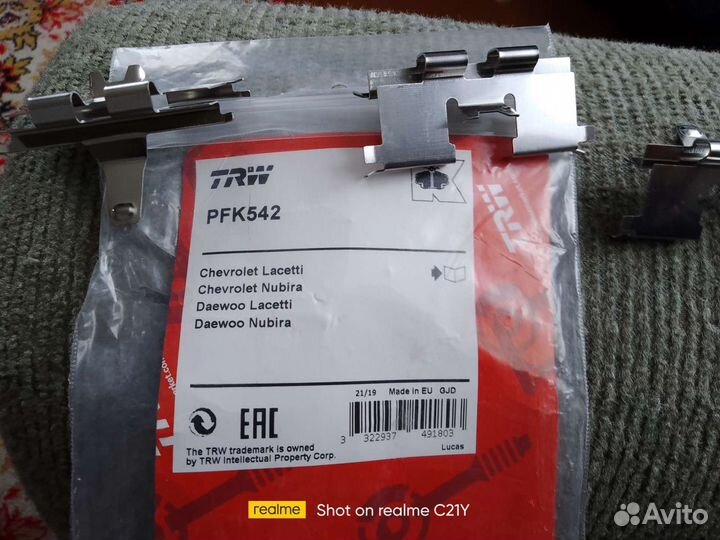 TRW
PFK542
Chevrolet Lacetti
Chevrolet Nubira
Daewoo Lacetti
Daewoo Nubira
21/19 Made in EU GJD
EAC
3 322937 491803
The TRW trademark is owned
by TRW Intellectual Property Corp.
Lucas
TRW
realme Shot on realme C21Y
Avito